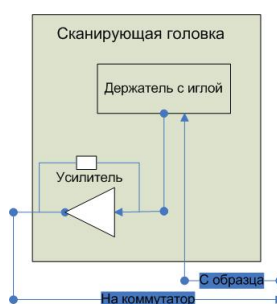 Сканирующая головка
Держатель с иглой
Усилитель
С образца
На коммутатор